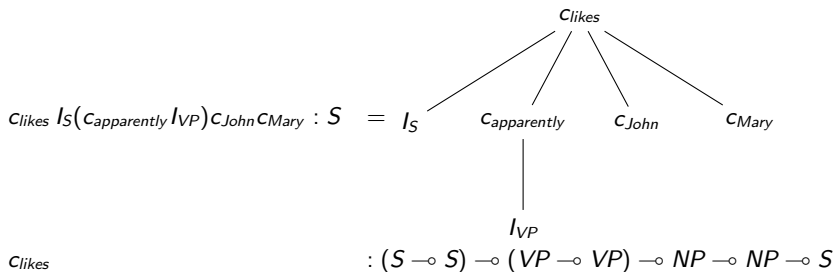 c_likes
c_likes I_S(c_apparently I_VP)c_John c_Mary : S = I_S c_apparently c_John c_Mary
I_VP
c_likes : (S ⊸ S) ⊸ (VP ⊸ VP) ⊸ NP ⊸ NP ⊸ S